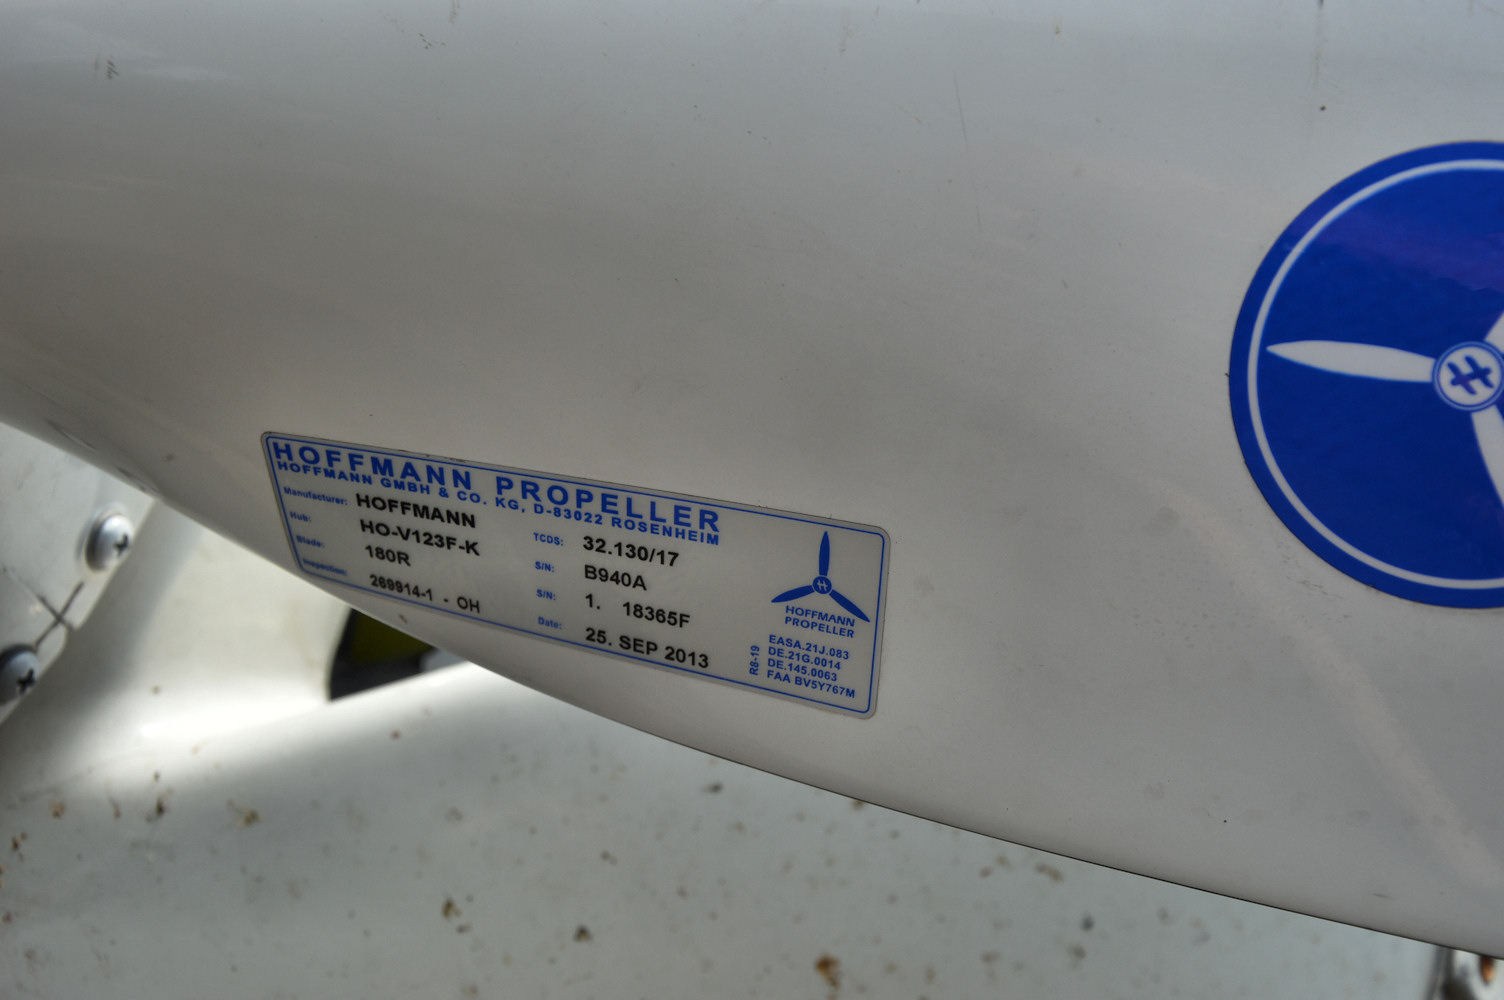 HOFFMANN PROPELLER
HOFFMANN GMBH & CO. KG, D-83022 ROSENHEIM
Manufacturer: HOFFMANN
Hub: HO-V123F-K TCDS: 32.130/17
Blade: 180R S/N: B940A
S/N: 1. 18365F
Inspection: 269914-1 - OH Date: 25. SEP 2013
H
HOFFMANN
PROPELLER
EASA.21J.083
DE.21G.0014
DE.145.0063
FAA BV5Y767M
R8-19
H